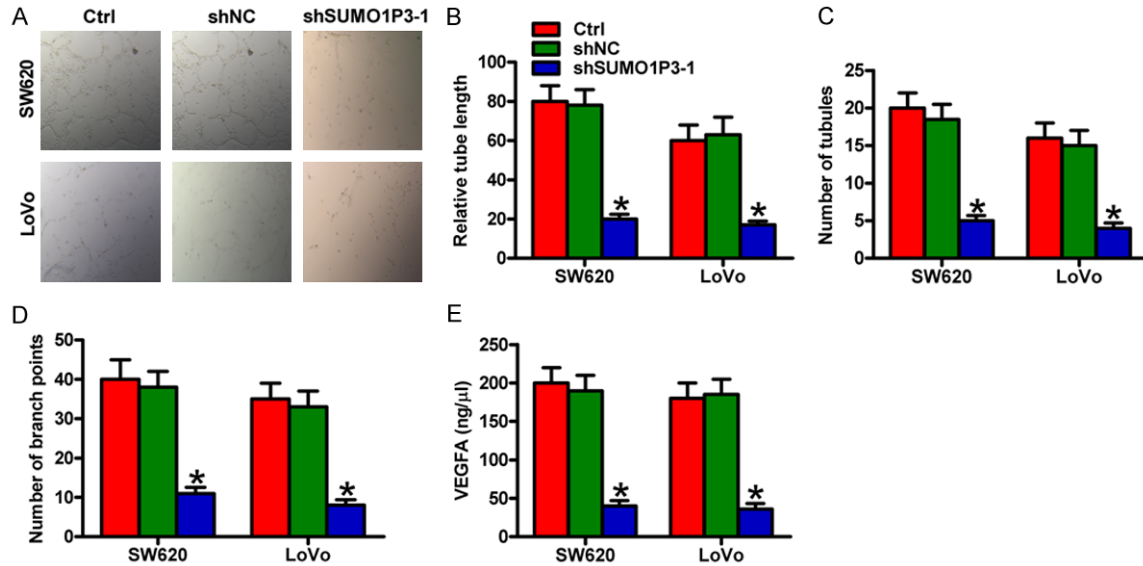 A
Ctrl shNC shSUMO1P3-1
SW620
LoVo
B
Ctrl
shNC
shSUMO1P3-1
Relative tube length
100
80
60
40
20
0
*
*
SW620 LoVo
C
Number of tubules
25
20
15
10
5
0
*
*
SW620 LoVo
D
Number of branch points
50
40
30
20
10
0
*
*
SW620 LoVo
E
VEGFA (ng/µl)
250
200
150
100
50
0
*
*
SW620 LoVo